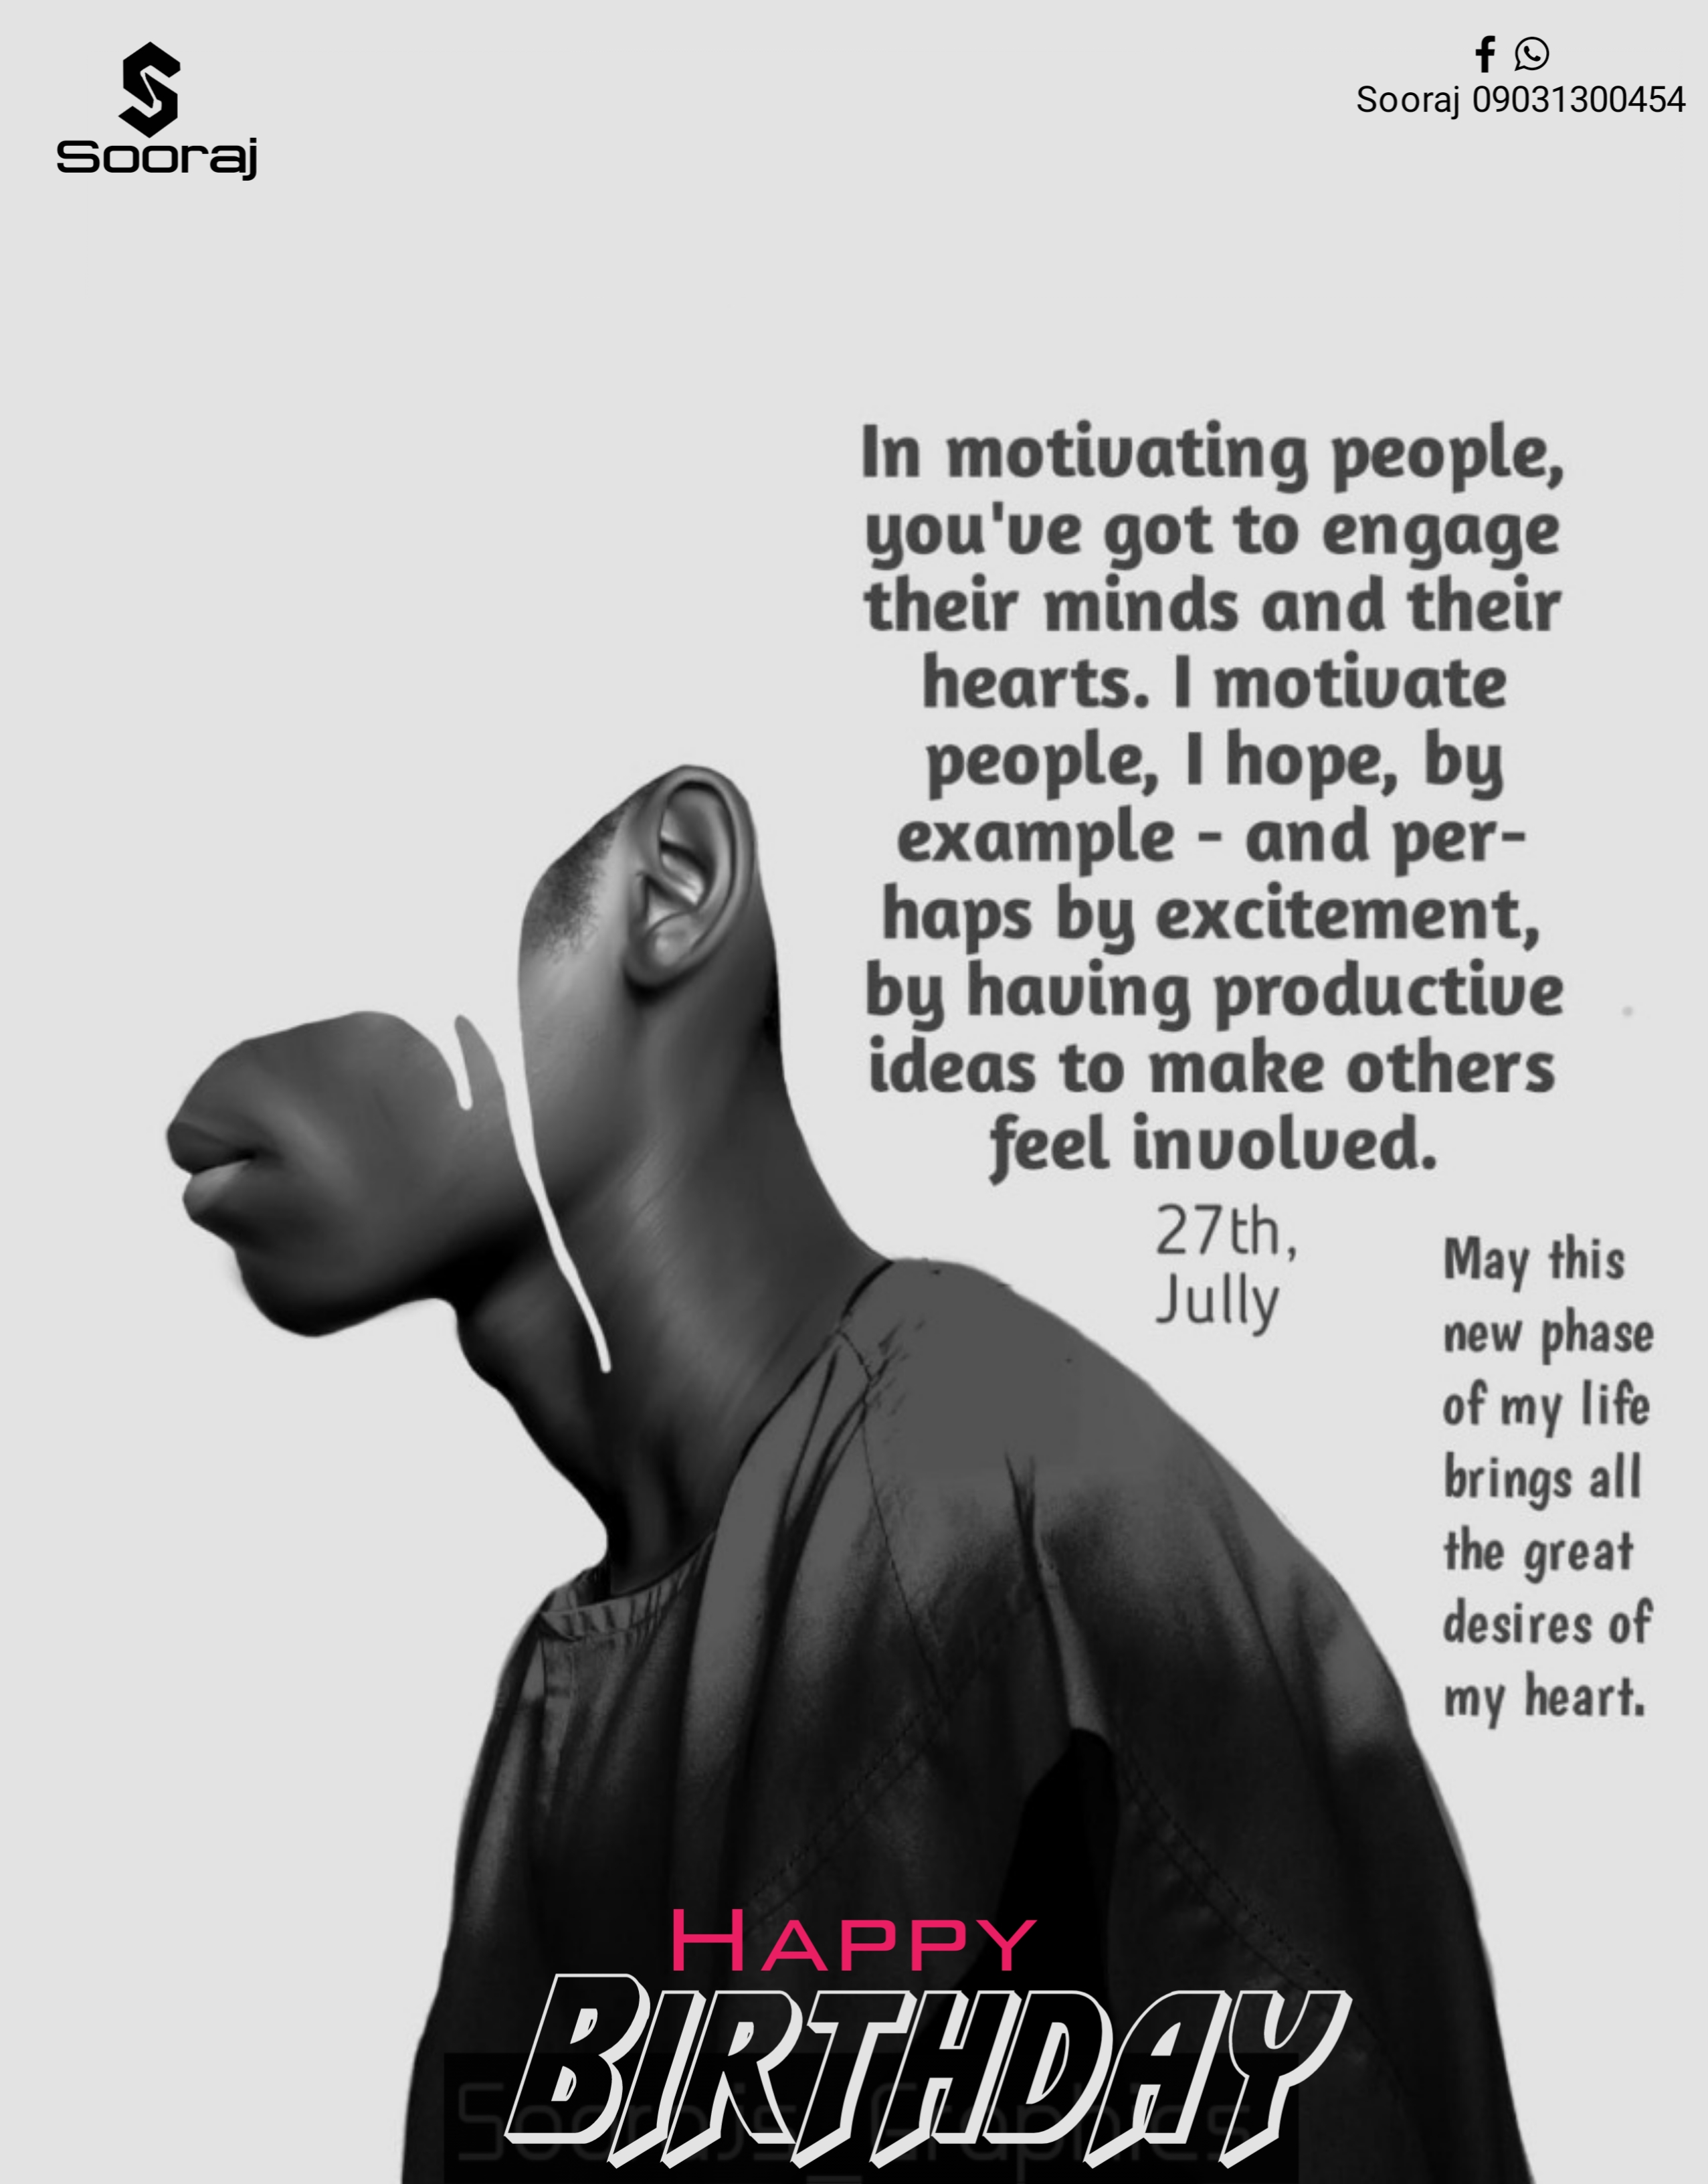 Sooraj
Sooraj 09031300454
In motivating people,
you've got to engage
their minds and their
hearts. I motivate
people, I hope, by
example - and per-
haps by excitement,
by having productive
ideas to make others
feel involved.
27th,
Jully
May this
new phase
of my life
brings all
the great
desires of
my heart.
HAPPY
BIRTHDAY